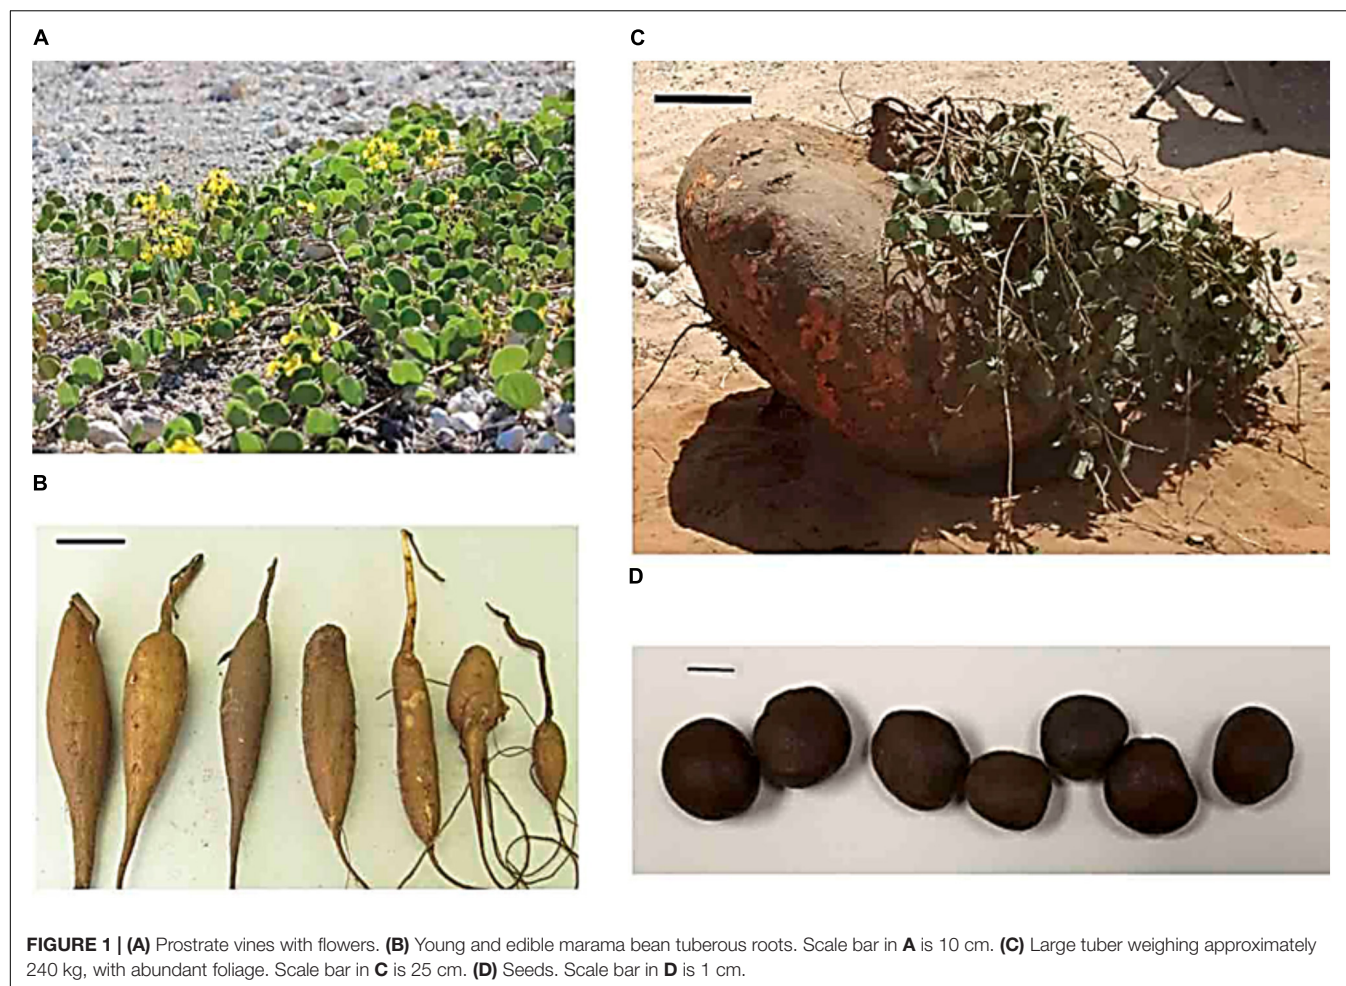 A
C
B
D
FIGURE 1 | (A) Prostrate vines with flowers. (B) Young and edible marama bean tuberous roots. Scale bar in A is 10 cm. (C) Large tuber weighing approximately
240 kg, with abundant foliage. Scale bar in C is 25 cm. (D) Seeds. Scale bar in D is 1 cm.